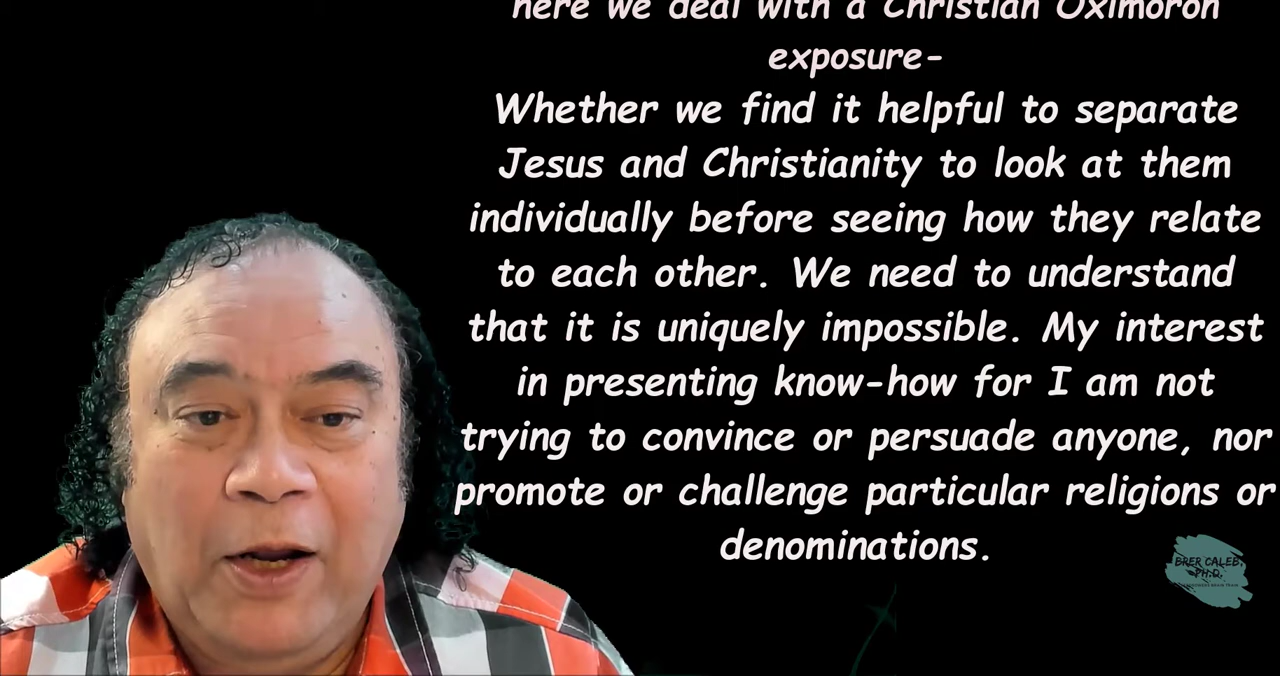 here we deal with a Christian Oximoron
exposure-
Whether we find it helpful to separate
Jesus and Christianity to look at them
individually before seeing how they relate
to each other. We need to understand
that it is uniquely impossible. My interest
in presenting know-how for I am not
trying to convince or persuade anyone, nor
promote or challenge particular religions or
denominations.
BRER CALEB,
PH.D.